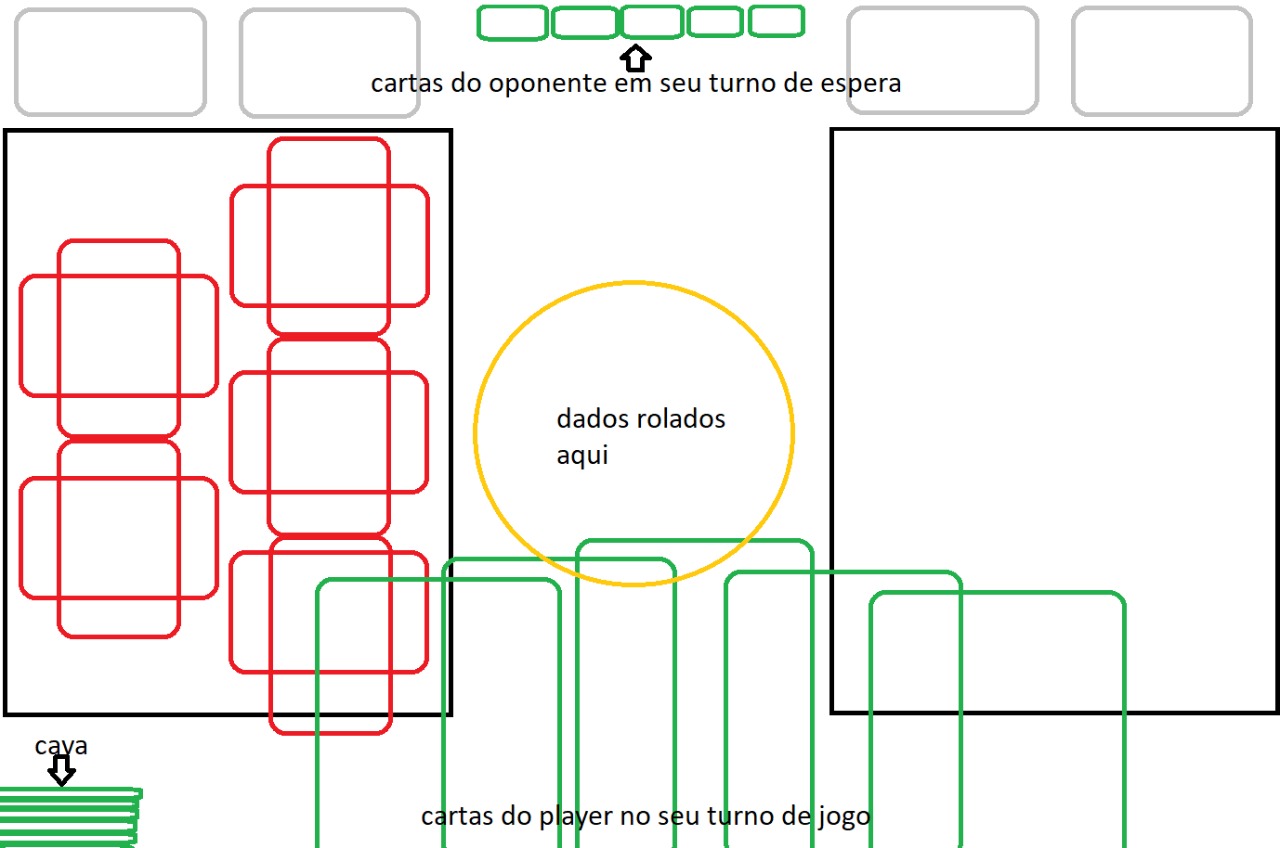 cartas do oponente em seu turno de espera
dados rolados
aqui
cava
cartas do player no seu turno de jogo